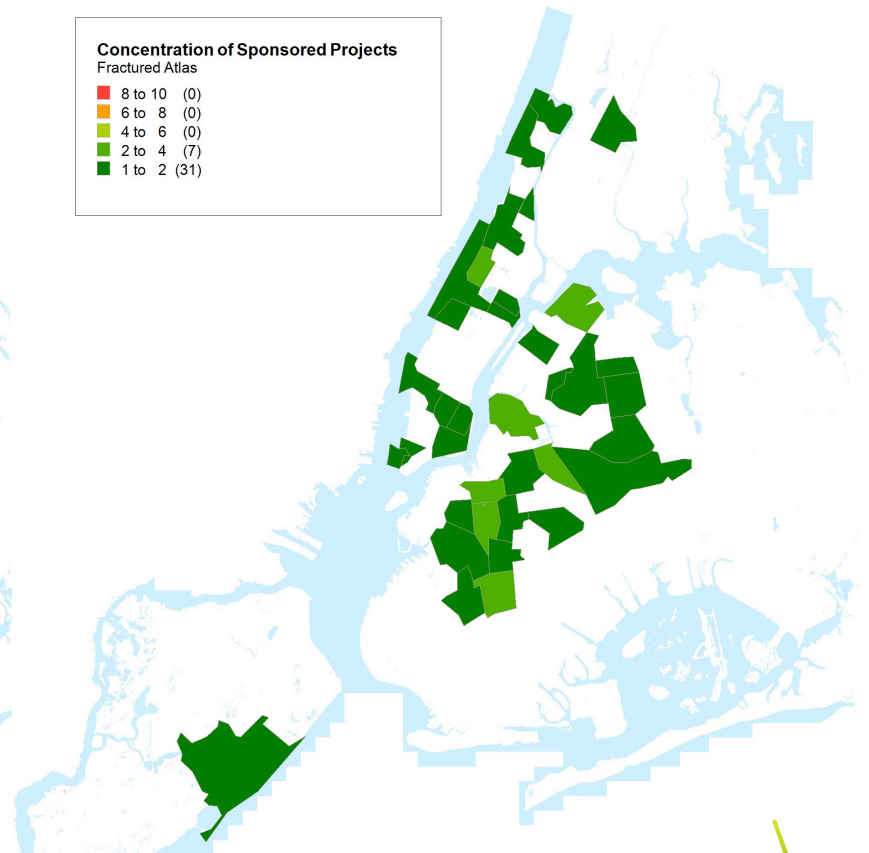 Concentration of Sponsored Projects
Fractured Atlas
8 to 10 (0)
6 to 8 (0)
4 to 6 (0)
2 to 4 (7)
1 to 2 (31)